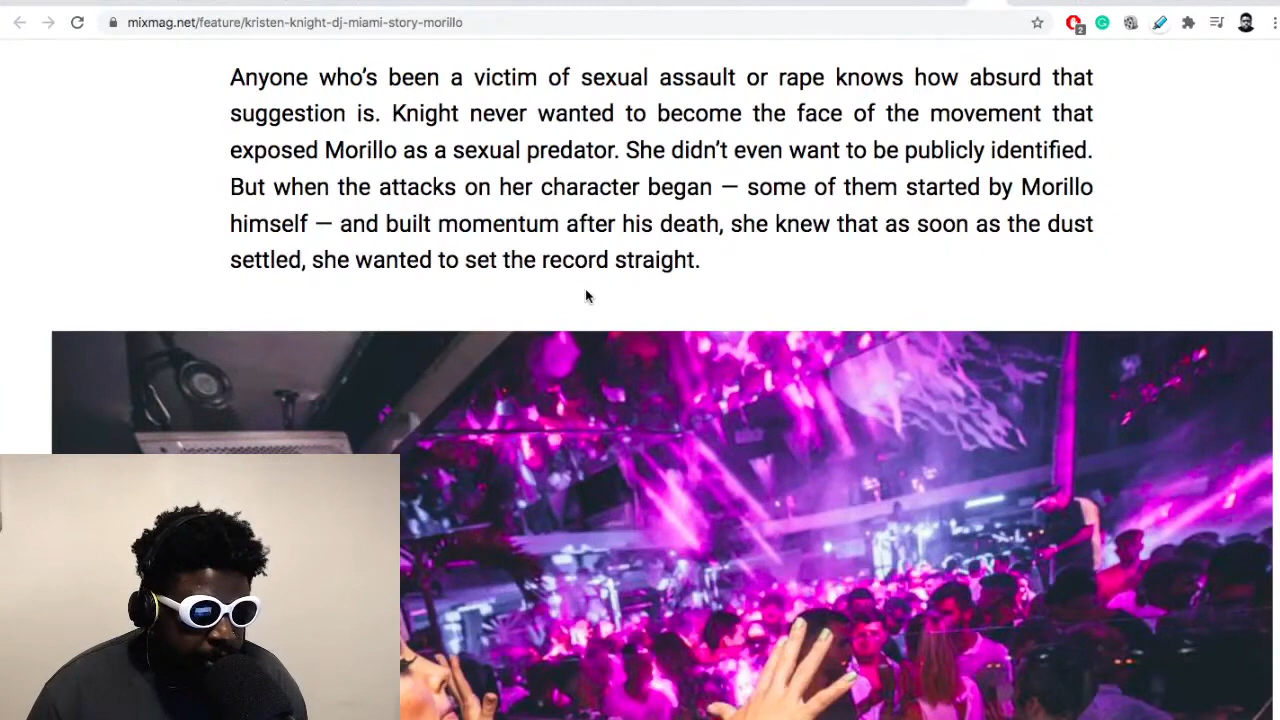 mixmag.net/feature/kristen-knight-dj-miami-story-morillo
2
Anyone who's been a victim of sexual assault or rape knows how absurd that
suggestion is. Knight never wanted to become the face of the movement that
exposed Morillo as a sexual predator. She didn't even want to be publicly identified.
But when the attacks on her character began — some of them started by Morillo
himself — and built momentum after his death, she knew that as soon as the dust
settled, she wanted to set the record straight.